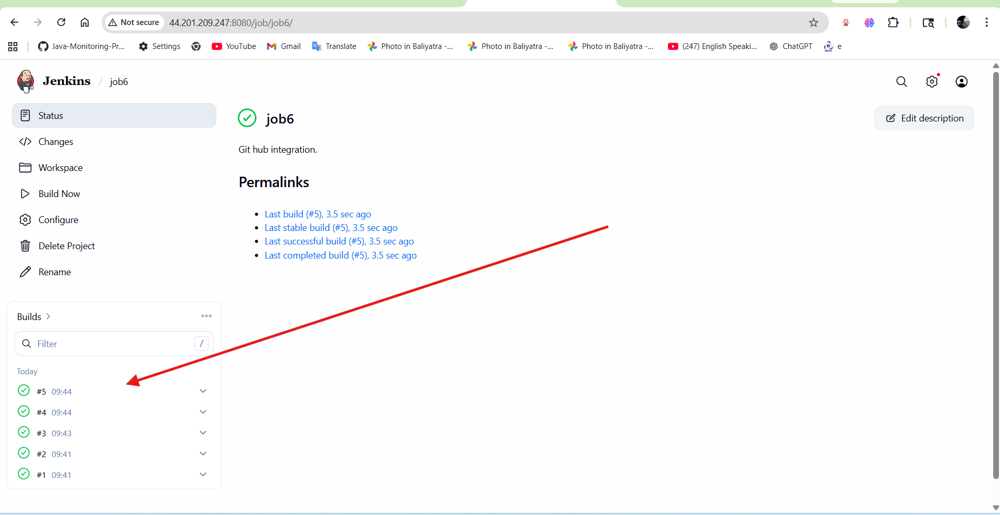 Not secure 44.201.209.247:8080/job/job6/
Java-Monitoring-Pr... Settings YouTube Gmail Translate Photo in Baliyatra -... Photo in Baliyatra -... Photo in Baliyatra -... (247) English Speaki... ChatGPT e
Jenkins / job6
Status
Changes
Workspace
Build Now
Configure
Delete Project
Rename
Builds
Filter /
Today
#5 09:44
#4 09:44
#3 09:43
#2 09:41
#1 09:41
job6
Edit description
Git hub integration.
Permalinks
Last build (#5), 3.5 sec ago
Last stable build (#5), 3.5 sec ago
Last successful build (#5), 3.5 sec ago
Last completed build (#5), 3.5 sec ago